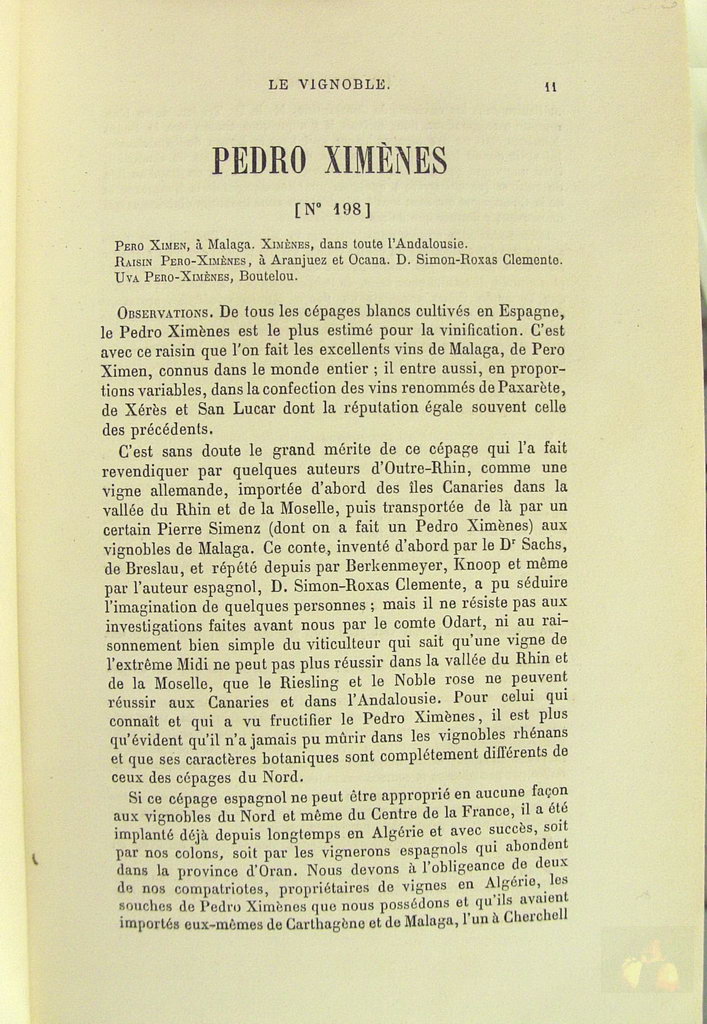 LE VIGNOBLE. 11
PEDRO XIMÈNES
[N° 198]
Pero Ximen, à Malaga. Ximènes, dans toute l'Andalousie.
Raisin Pero-Ximènes, à Aranjuez et Ocana. D. Simon-Roxas Clemente.
Uva Pero-Ximènes, Boutelou.
Observations. De tous les cépages blancs cultivés en Espagne,
le Pedro Ximènes est le plus estimé pour la vinification. C'est
avec ce raisin que l'on fait les excellents vins de Malaga, de Pero
Ximen, connus dans le monde entier ; il entre aussi, en propor-
tions variables, dans la confection des vins renommés de Paxarète,
de Xérès et San Lucar dont la réputation égale souvent celle
des précédents.
C'est sans doute le grand mérite de ce cépage qui l'a fait
revendiquer par quelques auteurs d'Outre-Rhin, comme une
vigne allemande, importée d'abord des îles Canaries dans la
vallée du Rhin et de la Moselle, puis transportée de là par un
certain Pierre Simenz (dont on a fait un Pedro Ximènes) aux
vignobles de Malaga. Ce conte, inventé d'abord par le Dr Sachs,
de Breslau, et répété depuis par Berkenmeyer, Knoop et même
par l'auteur espagnol, D. Simon-Roxas Clemente, a pu séduire
l'imagination de quelques personnes ; mais il ne résiste pas aux
investigations faites avant nous par le comte Odart, ni au rai-
sonnement bien simple du viticulteur qui sait qu'une vigne de
l'extrême Midi ne peut pas plus réussir dans la vallée du Rhin et
de la Moselle, que le Riesling et le Noble rose ne peuvent
réussir aux Canaries et dans l'Andalousie. Pour celui qui
connaît et qui a vu fructifier le Pedro Ximènes, il est plus
qu'évident qu'il n'a jamais pu mûrir dans les vignobles rhénans
et que ses caractères botaniques sont complétement différents de
ceux des cépages du Nord.
Si ce cépage espagnol ne peut être approprié en aucune façon
aux vignobles du Nord et même du Centre de la France, il a été
implanté déjà depuis longtemps en Algérie et avec succès, soit
par nos colons, soit par les vignerons espagnols qui abondent
dans la province d'Oran. Nous devons à l'obligeance de deux
de nos compatriotes, propriétaires de vignes en Algérie, les
souches de Pedro Ximènes que nous possédons et qu'ils avaient
importés eux-mêmes de Carthagène et de Malaga, l'un à Cherchell